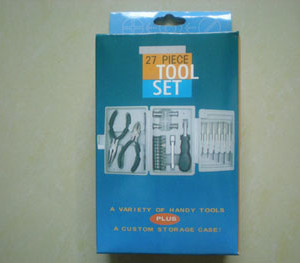 27 PIECE
TOOL
SET
A VARIETY OF HANDY TOOLS
PLUS
A CUSTOM STORAGE CASE!